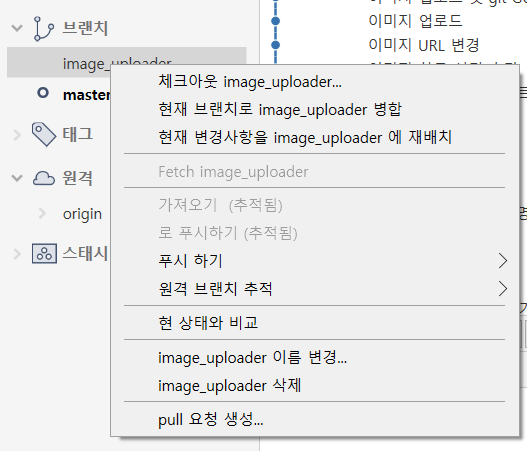 이미지 업로드
이미지 URL 변경
브랜치
image_uploader
master
태그
원격
origin
스태시
체크아웃 image_uploader...
현재 브랜치로 image_uploader 병합
현재 변경사항을 image_uploader 에 재배치
Fetch image_uploader
가져오기 (추적됨)
로 푸시하기 (추적됨)
푸시 하기
원격 브랜치 추적
현 상태와 비교
image_uploader 이름 변경...
image_uploader 삭제
pull 요청 생성...